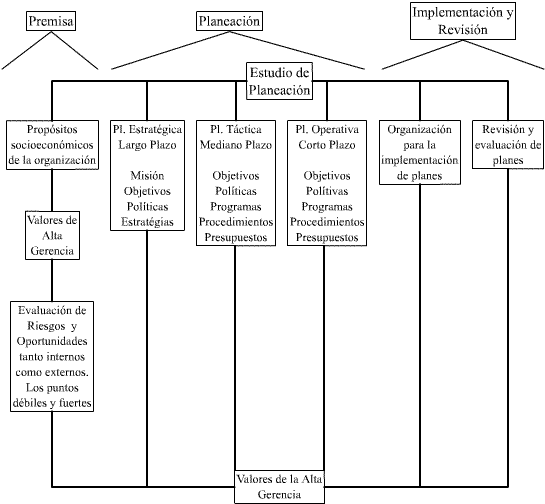 Premisa
Planeación
Implementación y
Revisión
Estudio de
Planeación
Propósitos
socioeconómicos
de la organización
Pl. Estratégica
Largo Plazo
Misión
Objetivos
Políticas
Estratégias
Pl. Táctica
Mediano Plazo
Objetivos
Políticas
Programas
Procedimientos
Presupuestos
Pl. Operativa
Corto Plazo
Objetivos
Polítivas
Programas
Procedimientos
Presupuestos
Organización
para la
implementación
de planes
Revisión y
evaluación de
planes
Valores de
Alta
Gerencia
Evaluación de
Riesgos y
Oportunidades
tanto internos
como externos.
Los puntos
débiles y fuertes
Valores de la Alta
Gerencia